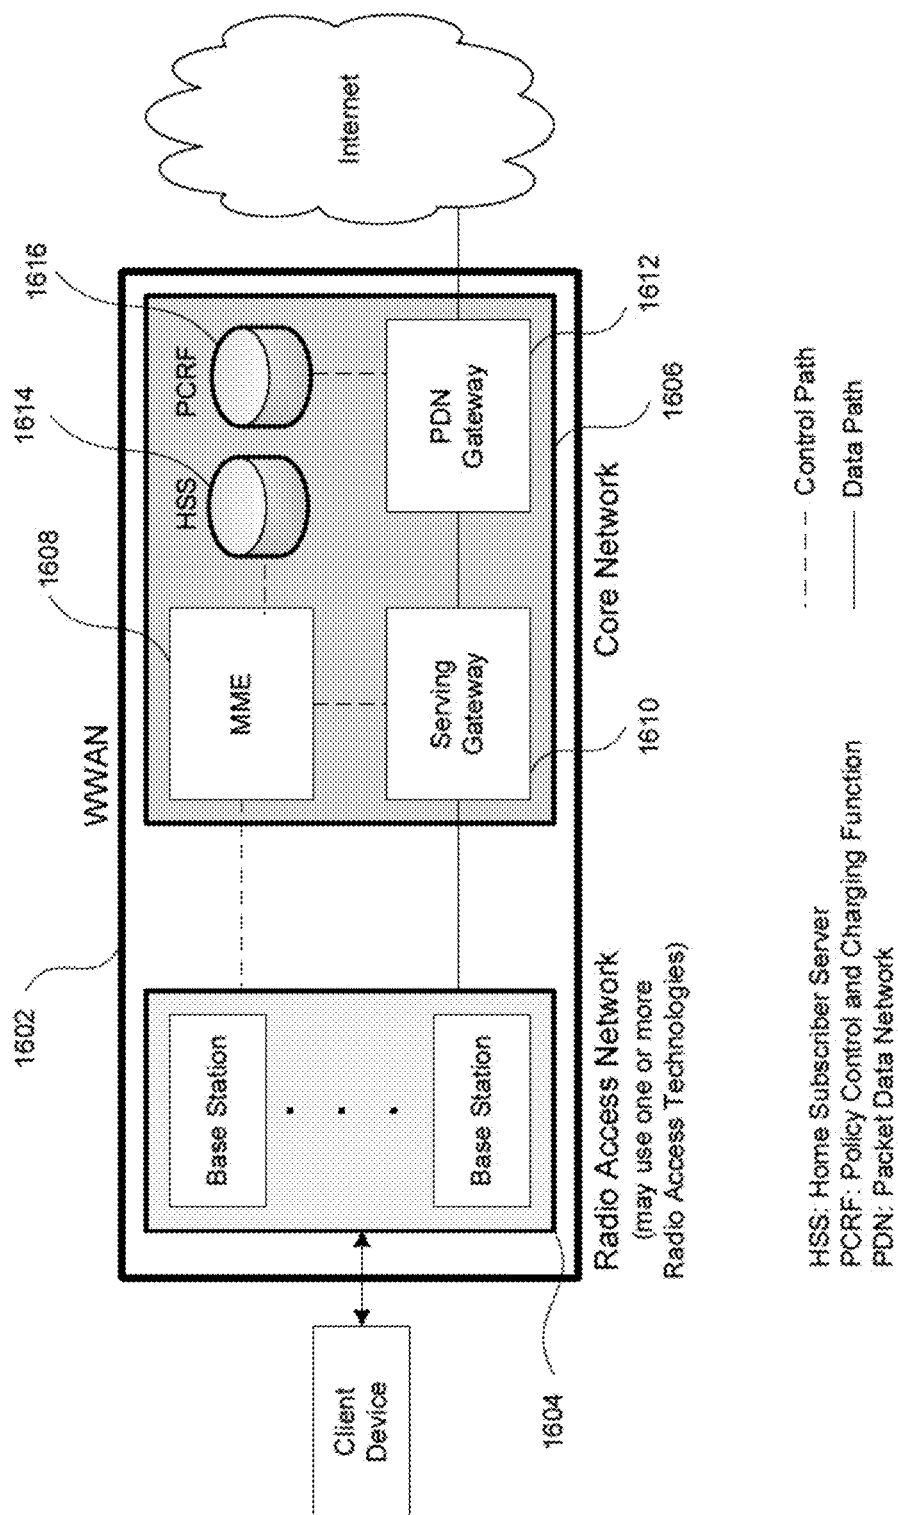 1602
WWAN
1608
1614
1616
Client
Device
Base Station
Base Station
MME
HSS
PCRF
Serving
Gateway
PDN
Gateway
Internet
1604
Radio Access Network
(may use one or more
Radio Access Technologies)
1610
Core Network
1606
1612
HSS: Home Subscriber Server
PCRF: Policy Control and Charging Function
PDN: Packet Data Network
Control Path
Data Path